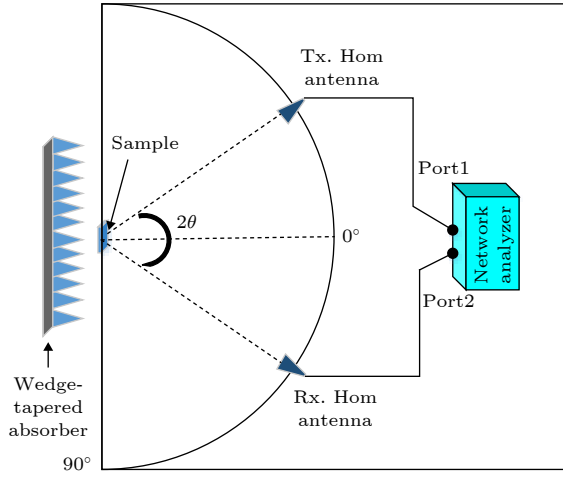 Tx. Hom
antenna
Sample
Port1
2θ
0°
Network
analyzer
Port2
Wedge-
tapered
absorber
Rx. Hom
antenna
90°